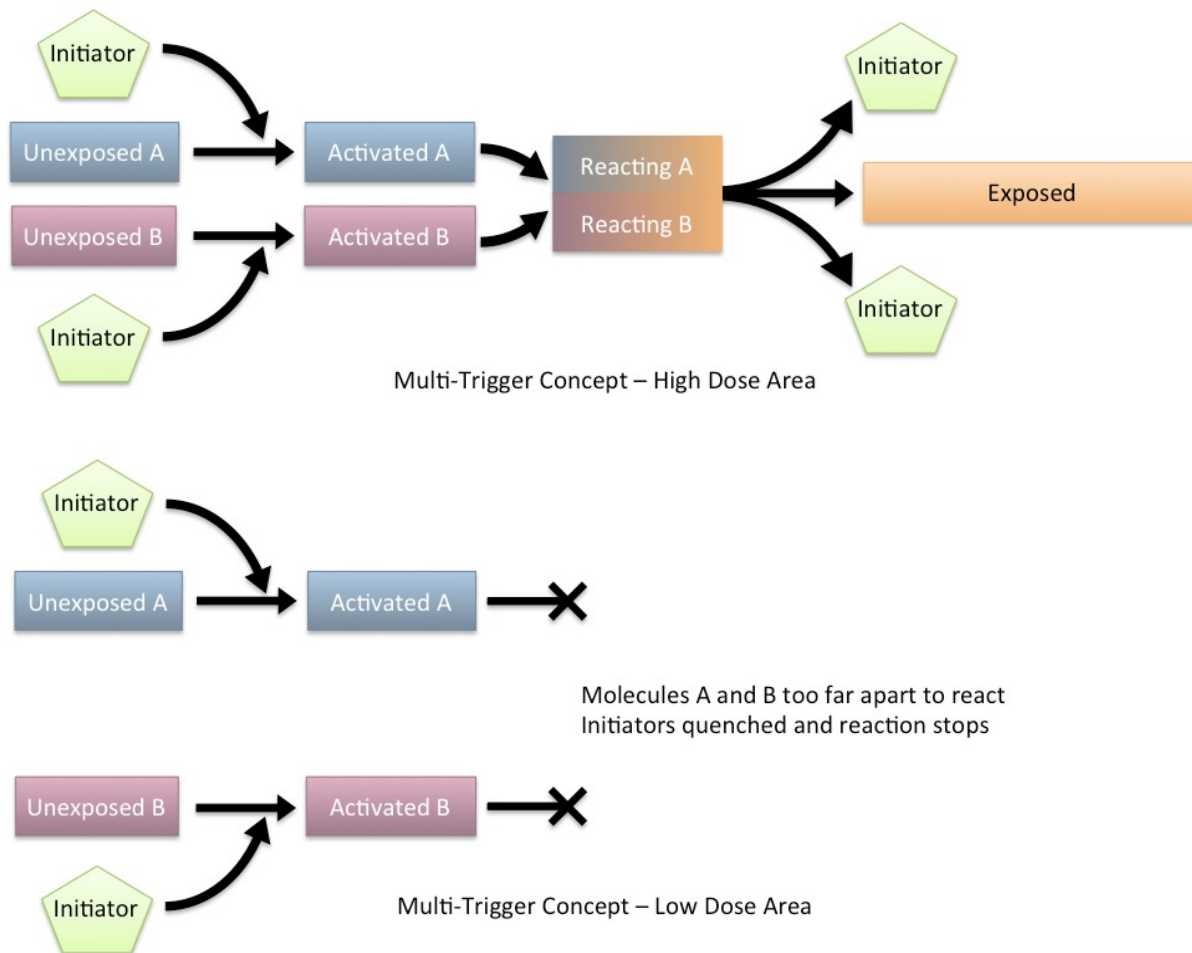 Initiator
Initiator
Unexposed A
Activated A
Reacting A
Exposed
Unexposed B
Activated B
Reacting B
Initiator
Initiator
Multi-Trigger Concept – High Dose Area
Initiator
Unexposed A
Activated A
Molecules A and B too far apart to react
Initiators quenched and reaction stops
Unexposed B
Activated B
Initiator
Multi-Trigger Concept – Low Dose Area